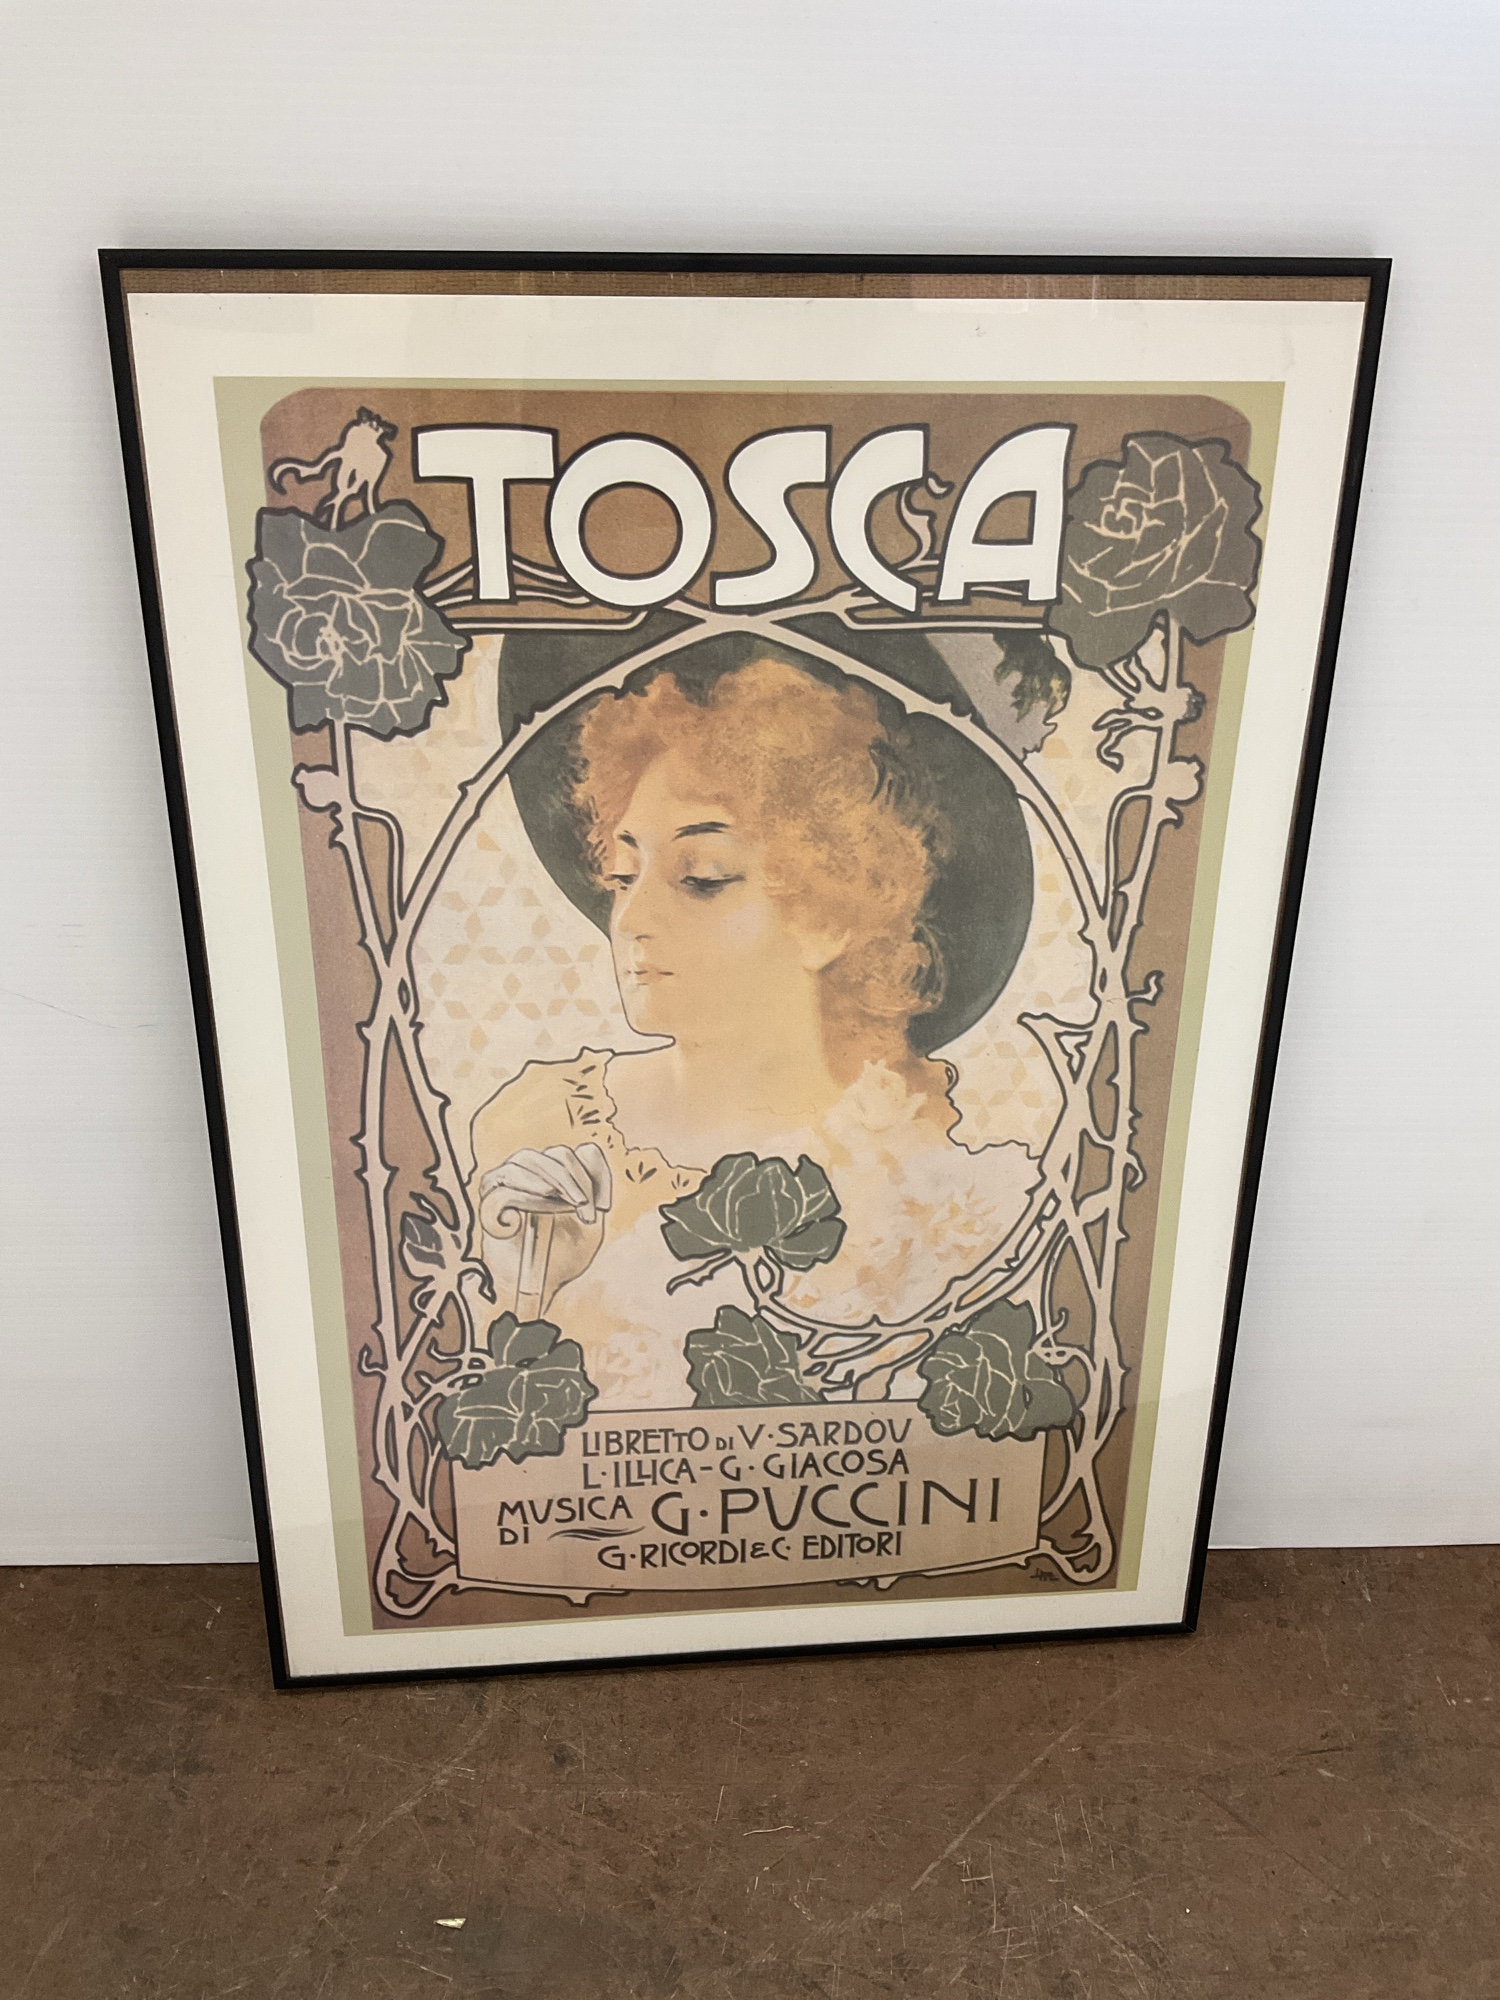 TOSCA
LIBRETTO DI V·SARDOU
L·ILLICA-G·GIACOSA
MUSICA DI G·PUCCINI
G·RICORDI & C· EDITORI